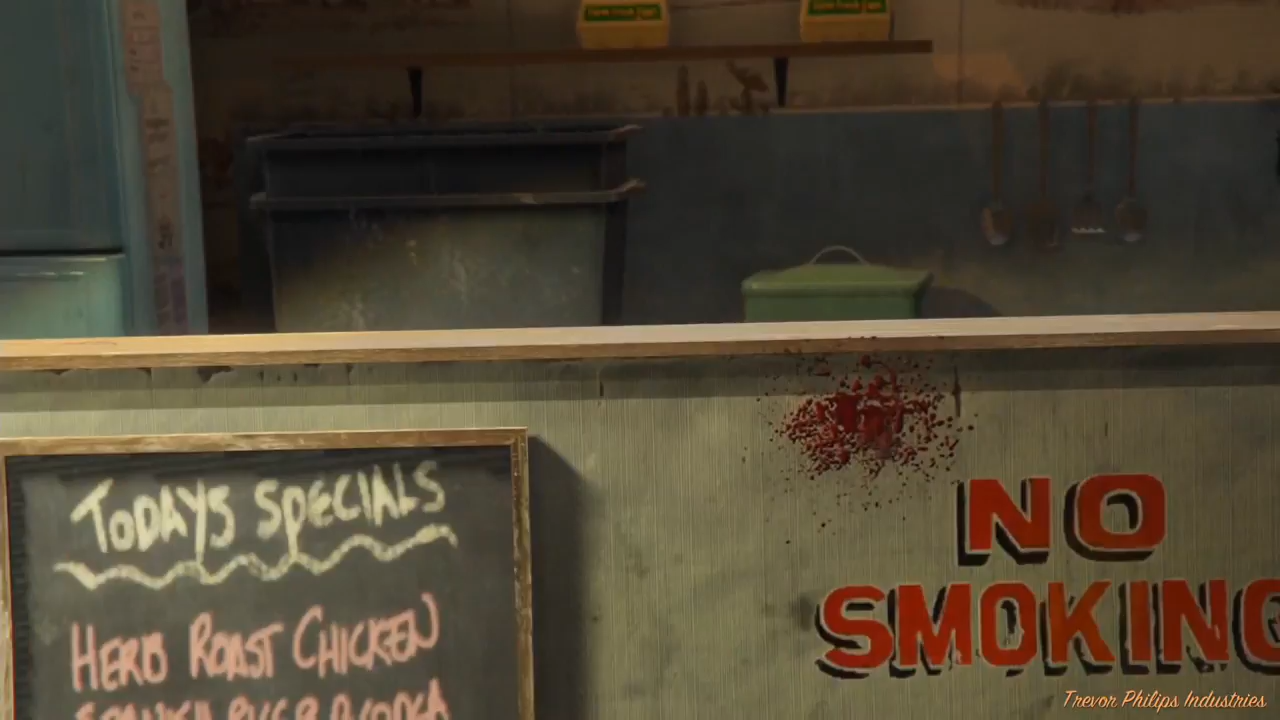 TODAYS SPECIALS
HERB ROAST CHICKEN
NO
SMOKING
Trevor Philips Industries